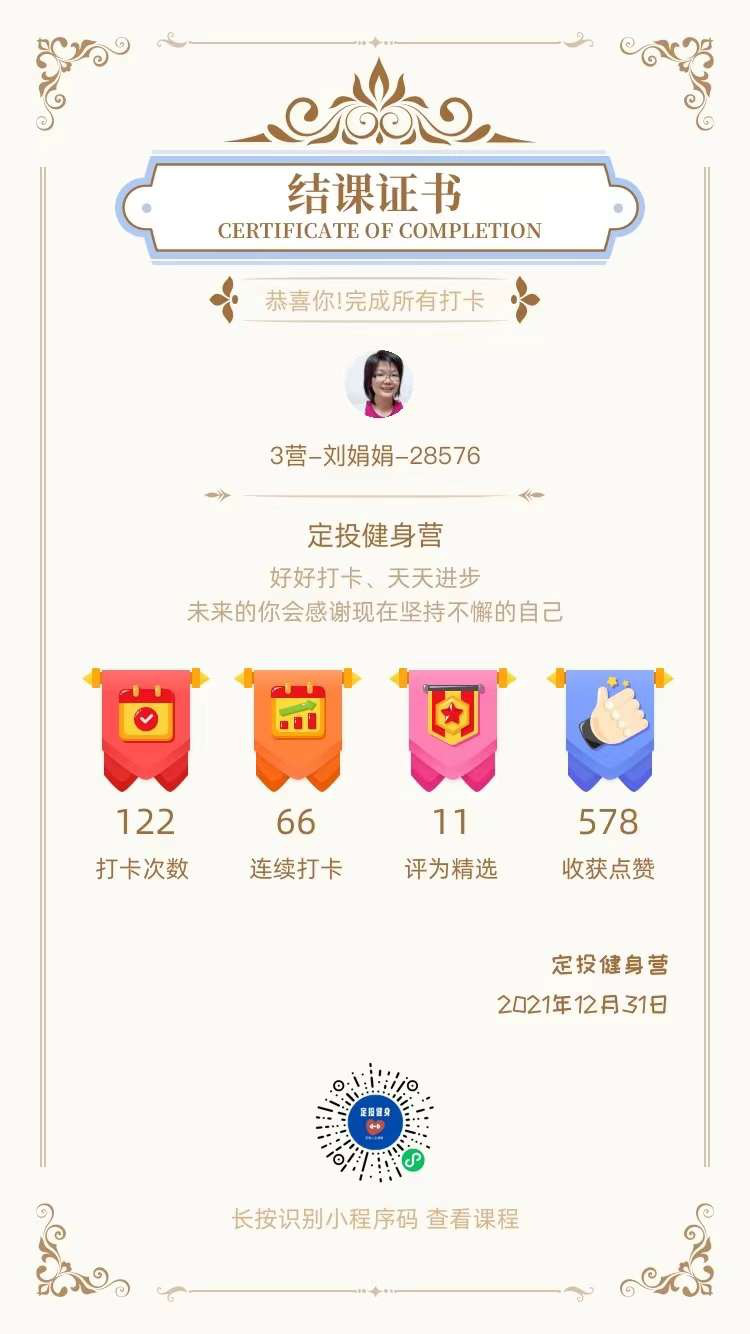 结课证书
CERTIFICATE OF COMPLETION
恭喜你!完成所有打卡
3营-刘娟娟-28576
定投健身营
好好打卡、天天进步
未来的你会感谢现在坚持不懈的自己
122
打卡次数
66
连续打卡
11
评为精选
578
收获点赞
定投健身营
2021年12月31日
定投健身
长按识别小程序码 查看课程